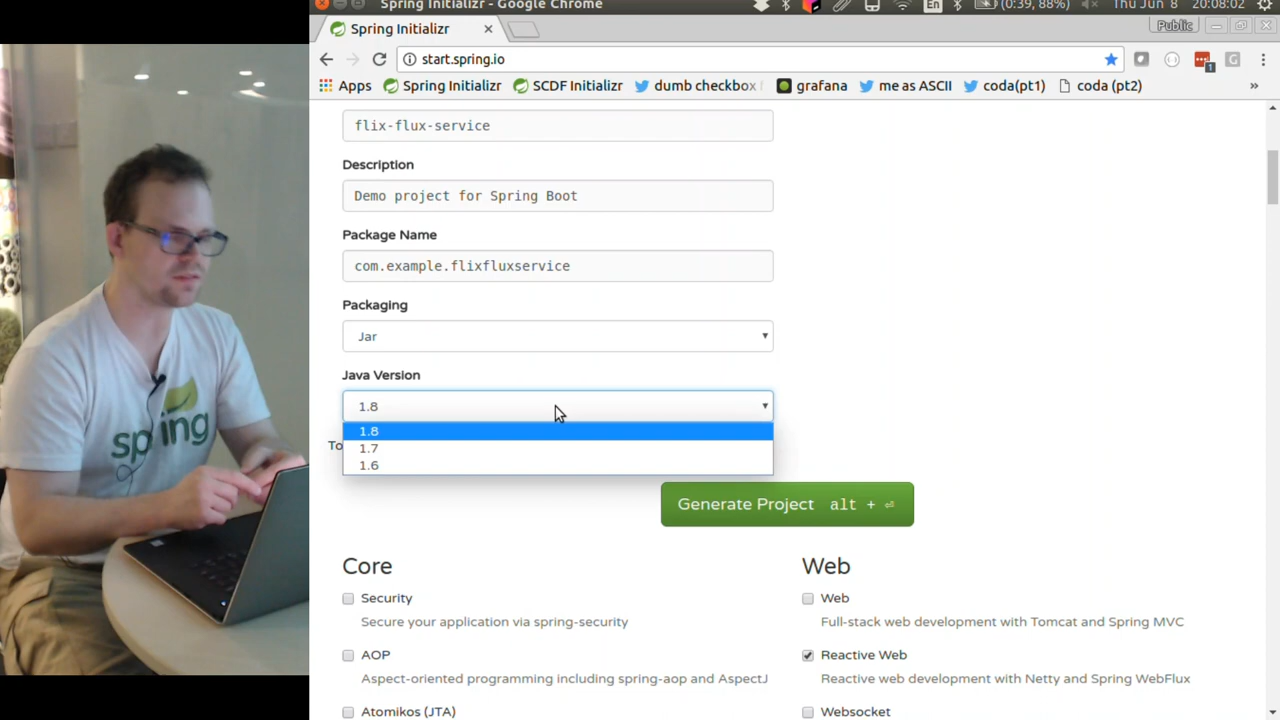 Spring Initializr - Google Chrome
En
(0:39, 88%)
Thu Jun 8
20:08:02
Spring Initializr
Public
start.spring.io
1
G
Apps
Spring Initializr
SCDF Initializr
dumb checkbox
grafana
me as ASCII
coda(pt1)
coda (pt2)
»
flix-flux-service
Description
Demo project for Spring Boot
Package Name
com.example.flixfluxservice
Packaging
Jar
Java Version
1.8
1.8
To
1.7
1.6
Generate Project alt + ⏎
Core
Web
Security
Secure your application via spring-security
Web
Full-stack web development with Tomcat and Spring MVC
AOP
Aspect-oriented programming including spring-aop and AspectJ
Reactive Web
Reactive web development with Netty and Spring WebFlux
Atomikos (JTA)
Websocket
spring